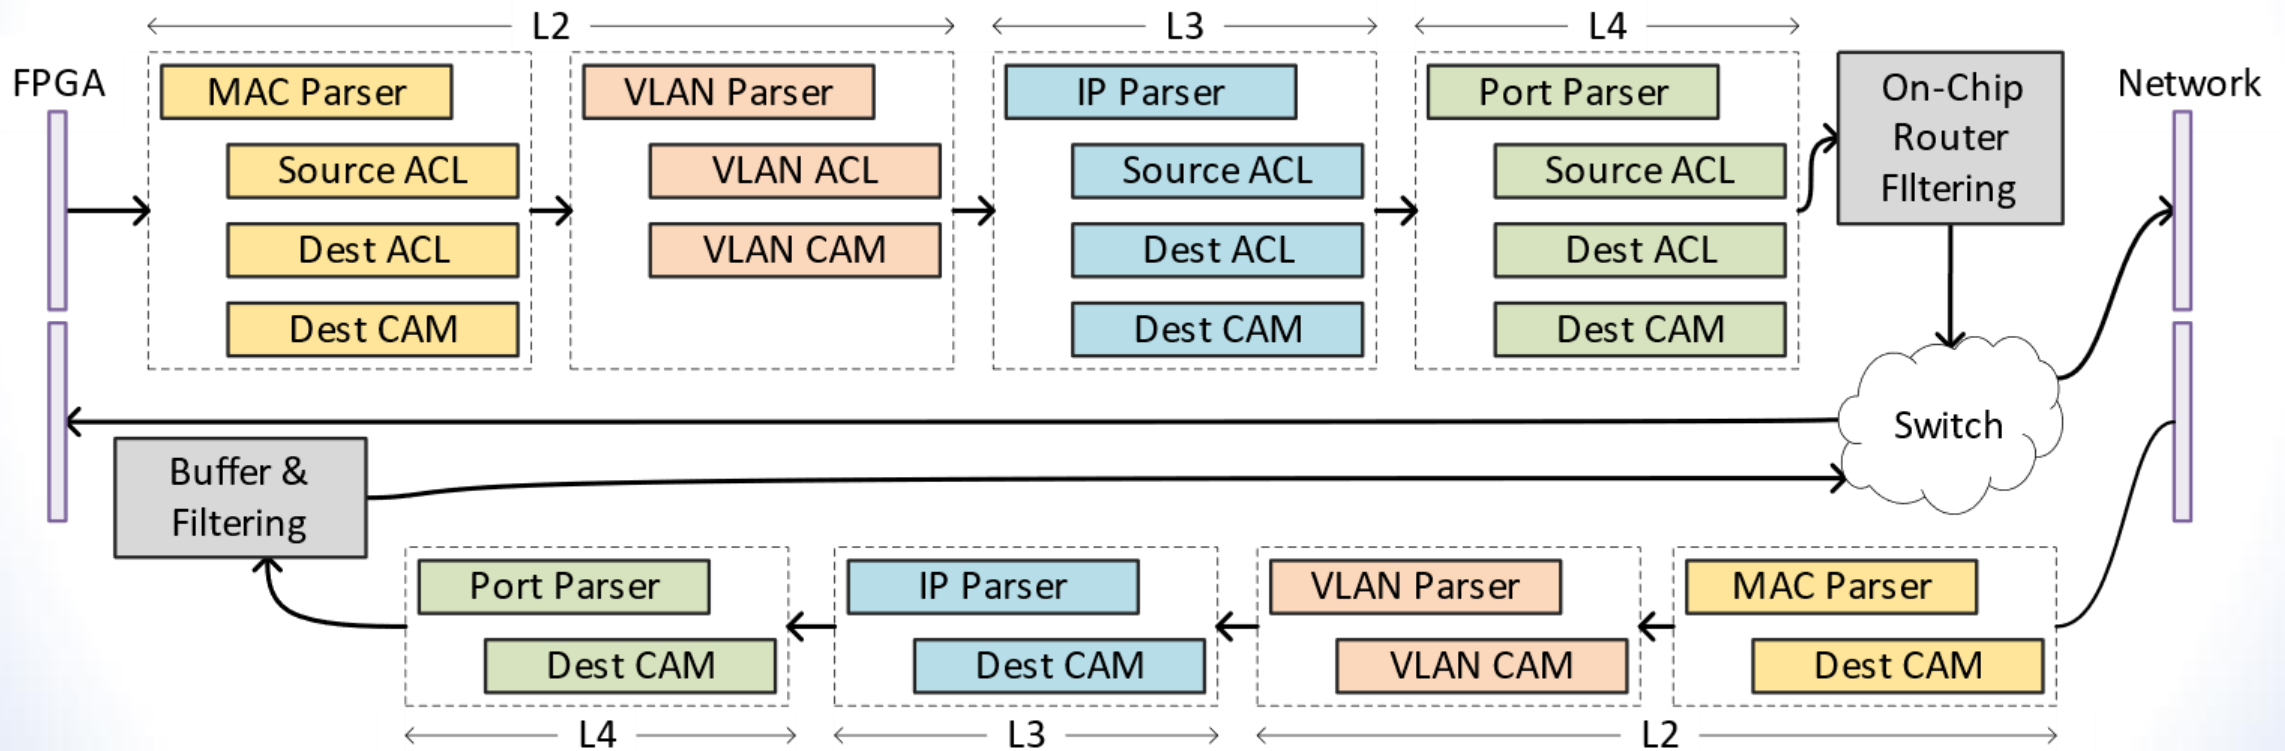 L2
L3
L4
FPGA
MAC Parser
Source ACL
Dest ACL
Dest CAM
VLAN Parser
VLAN ACL
VLAN CAM
IP Parser
Source ACL
Dest ACL
Dest CAM
Port Parser
Source ACL
Dest ACL
Dest CAM
On-Chip
Router
FIltering
Network
Switch
Buffer &
Filtering
Port Parser
Dest CAM
IP Parser
Dest CAM
VLAN Parser
VLAN CAM
MAC Parser
Dest CAM
L4
L3
L2